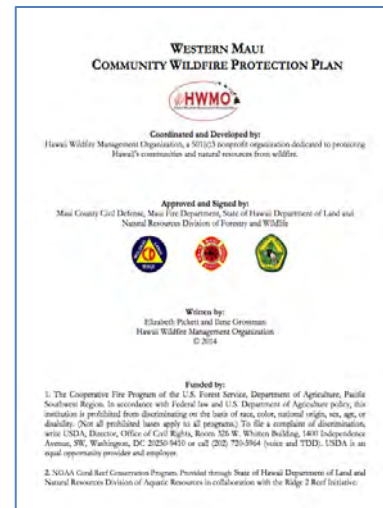 WESTERN MAUI
COMMUNITY WILDFIRE PROTECTION PLAN
HWMO
Coordinated and Developed by:
Hawaii Wildfire Management Organization, a 501(c)3 nonprofit organization dedicated to protecting
Hawaii's communities and natural resources from wildfire.
Approved and Signed by:
Maui County Civil Defense, Maui Fire Department, State of Hawaii Department of Land and
Natural Resources Division of Forestry and Wildlife
CD
Written by:
Elizabeth Pickett and Ilene Grossman
Hawaii Wildfire Management Organization
© 2014
Funded by:
1. The Cooperative Fire Program of the U.S. Forest Service, Department of Agriculture, Pacific
Southwest Region. In accordance with Federal law and U.S. Department of Agriculture policy, this
institution is prohibited from discriminating on the basis of race, color, national origin, sex, age, or
disability. (Not all prohibited bases apply to all programs.) To file a complaint of discrimination,
write USDA, Director, Office of Civil Rights, Room 326 W. Whitten Building, 1400 Independence
Avenue, SW, Washington, DC 20250-9410 or call (202) 720-5964 (voice and TDD). USDA is an
equal opportunity provider and employer.
2. NOAA Coral Reef Conservation Program. Provided through State of Hawaii Department of Land and
Natural Resources Division of Aquatic Resources in collaboration with the Ridge 2 Reef Initiative.